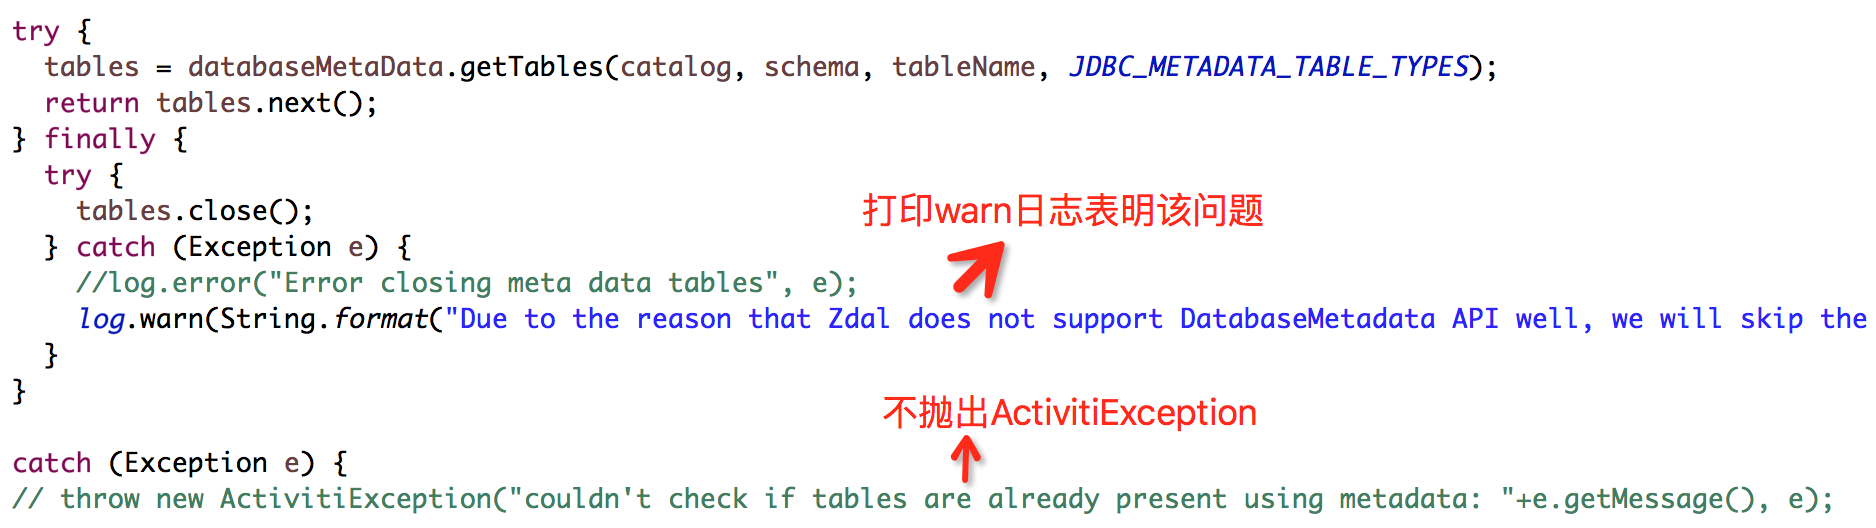 try {
tables = databaseMetaData.getTables(catalog, schema, tableName, JDBC_METADATA_TABLE_TYPES);
return tables.next();
} finally {
try {
tables.close();
打印warn日志表明该问题
} catch (Exception e) {
//log.error("Error closing meta data tables", e);
log.warn(String.format("Due to the reason that Zdal does not support DatabaseMetadata API well, we will skip the
}
}
不抛出ActivitiException
catch (Exception e) {
// throw new ActivitiException("couldn't check if tables are already present using metadata: "+e.getMessage(), e);